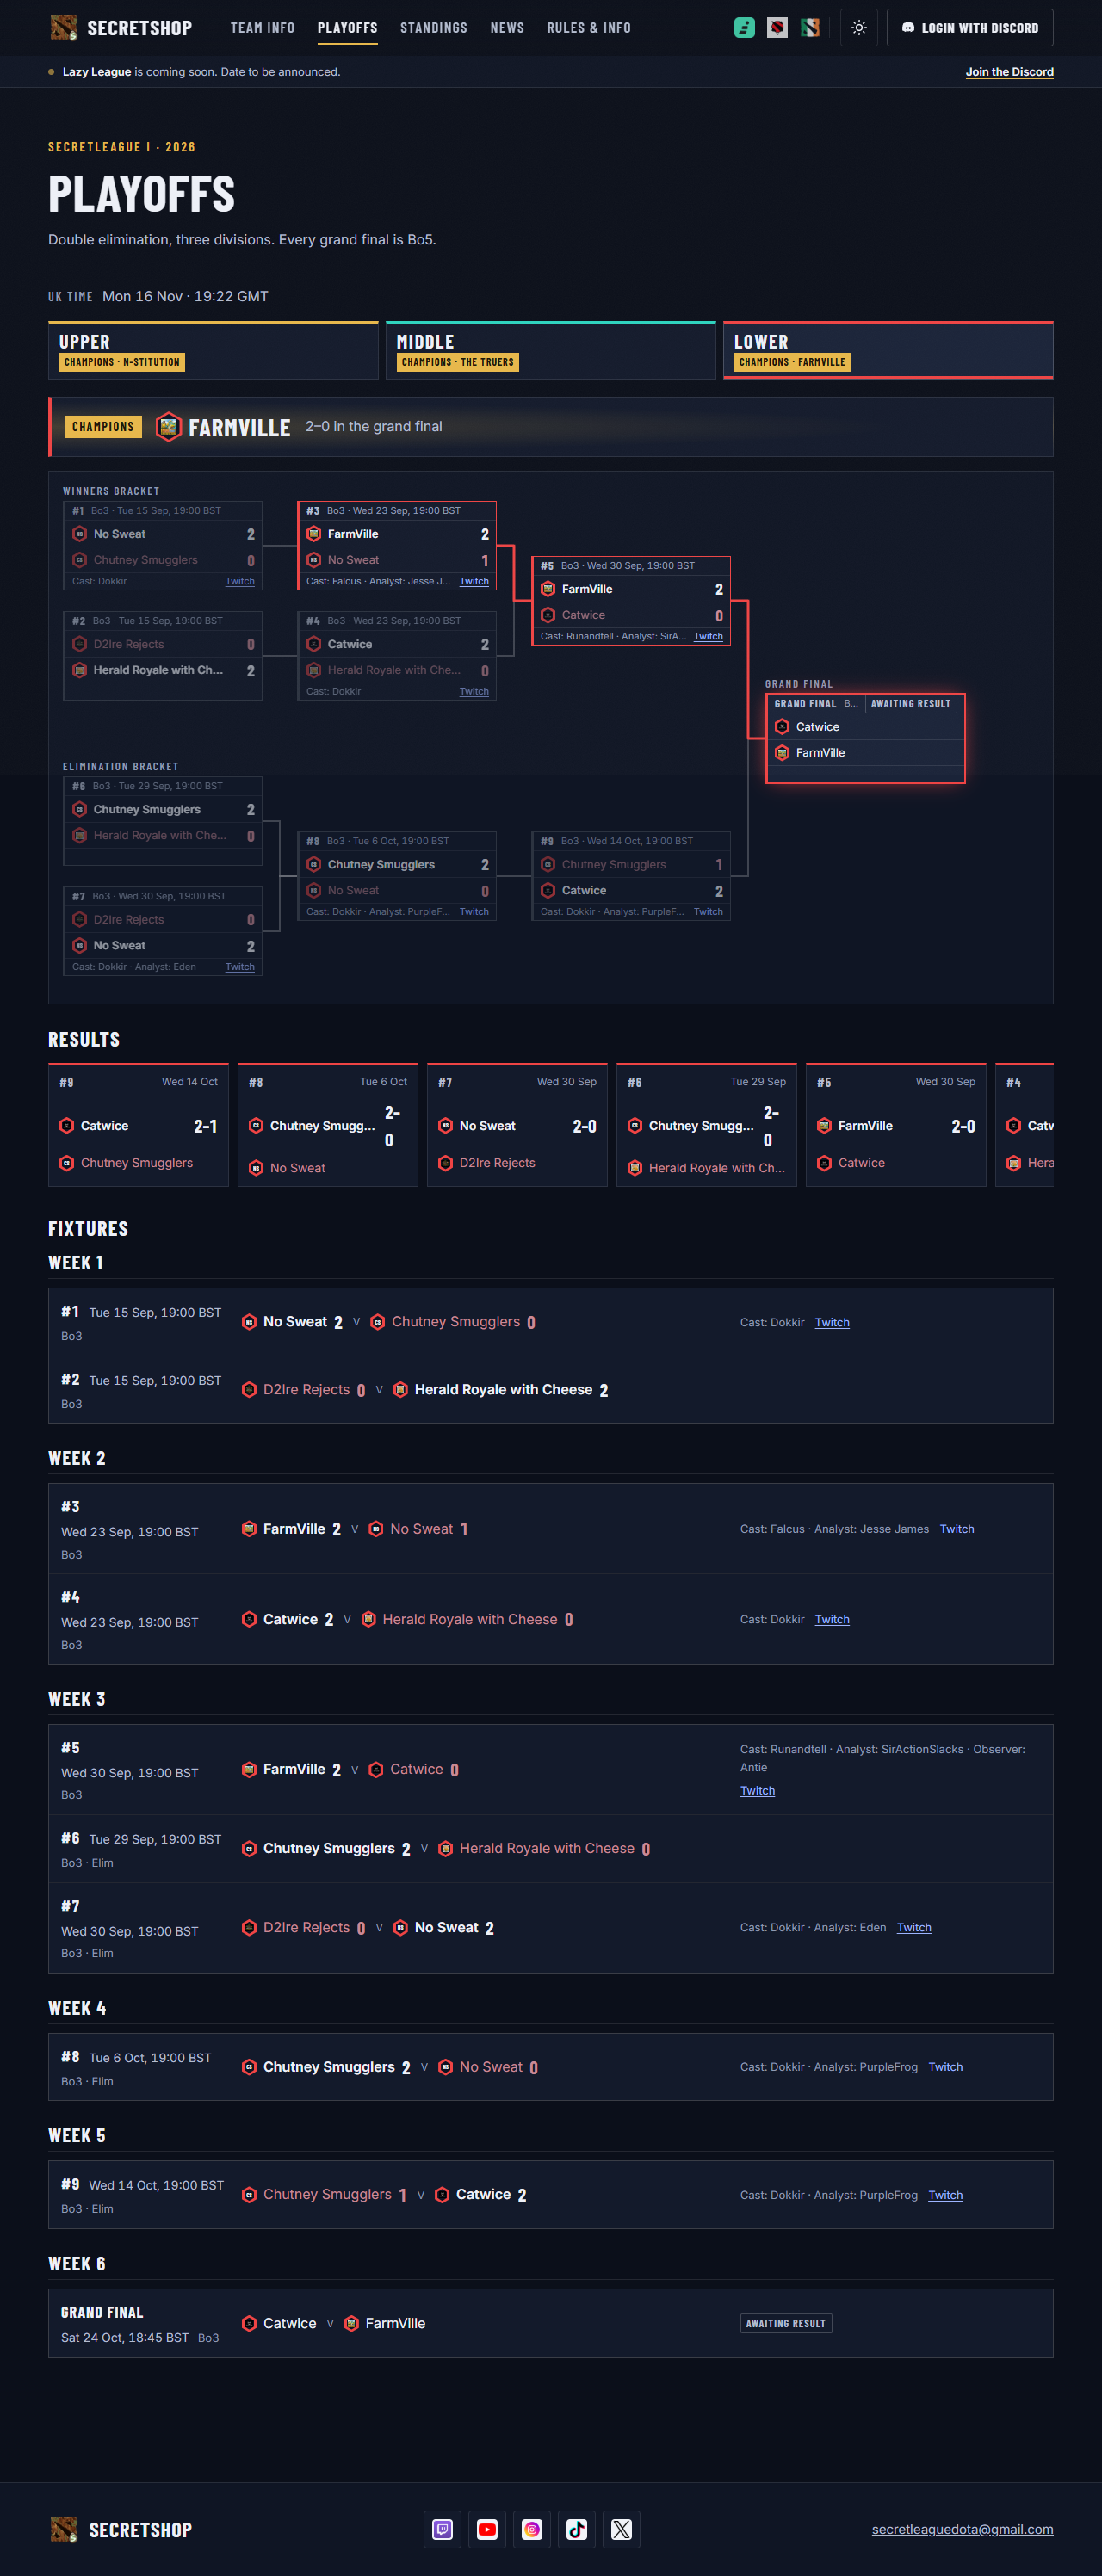 SECRETSHOP
TEAM INFO
PLAYOFFS
STANDINGS
NEWS
RULES & INFO
LOGIN WITH DISCORD
Lazy League is coming soon. Date to be announced.
Join the Discord
SECRETLEAGUE I · 2026
PLAYOFFS
Double elimination, three divisions. Every grand final is Bo5.
UK TIME Mon 16 Nov · 19:22 GMT
UPPER
CHAMPIONS · N-STITUTION
MIDDLE
CHAMPIONS · THE TRUERS
LOWER
CHAMPIONS · FARMVILLE
CHAMPIONS FARMVILLE 2–0 in the grand final
WINNERS BRACKET
#1 Bo3 · Tue 15 Sep, 19:00 BST
No Sweat 2
Chutney Smugglers 0
Cast: Dokkir Twitch
#2 Bo3 · Tue 15 Sep, 19:00 BST
D2Ire Rejects 0
Herald Royale with Ch... 2
#3 Bo3 · Wed 23 Sep, 19:00 BST
FarmVille 2
No Sweat 1
Cast: Falcus · Analyst: Jesse J... Twitch
#4 Bo3 · Wed 23 Sep, 19:00 BST
Catwice 2
Herald Royale with Che... 0
Cast: Dokkir Twitch
#5 Bo3 · Wed 30 Sep, 19:00 BST
FarmVille 2
Catwice 0
Cast: Runandtell · Analyst: SirA... Twitch
GRAND FINAL
GRAND FINAL B... AWAITING RESULT
Catwice
FarmVille
ELIMINATION BRACKET
#6 Bo3 · Tue 29 Sep, 19:00 BST
Chutney Smugglers 2
Herald Royale with Che... 0
#7 Bo3 · Wed 30 Sep, 19:00 BST
D2Ire Rejects 0
No Sweat 2
Cast: Dokkir · Analyst: Eden Twitch
#8 Bo3 · Tue 6 Oct, 19:00 BST
Chutney Smugglers 2
No Sweat 0
Cast: Dokkir · Analyst: PurpleF... Twitch
#9 Bo3 · Wed 14 Oct, 19:00 BST
Chutney Smugglers 1
Catwice 2
Cast: Dokkir · Analyst: PurpleF... Twitch
RESULTS
#9 Wed 14 Oct
Catwice 2–1
Chutney Smugglers
#8 Tue 6 Oct
Chutney Smugg... 2–0
No Sweat
#7 Wed 30 Sep
No Sweat 2–0
D2Ire Rejects
#6 Tue 29 Sep
Chutney Smugg... 2–0
Herald Royale with Ch...
#5 Wed 30 Sep
FarmVille 2–0
Catwice
#4
Catw
Hera
FIXTURES
WEEK 1
#1 Tue 15 Sep, 19:00 BST
Bo3
No Sweat 2 V Chutney Smugglers 0
Cast: Dokkir Twitch
#2 Tue 15 Sep, 19:00 BST
Bo3
D2Ire Rejects 0 V Herald Royale with Cheese 2
WEEK 2
#3
Wed 23 Sep, 19:00 BST
Bo3
FarmVille 2 V No Sweat 1
Cast: Falcus · Analyst: Jesse James Twitch
#4
Wed 23 Sep, 19:00 BST
Bo3
Catwice 2 V Herald Royale with Cheese 0
Cast: Dokkir Twitch
WEEK 3
#5
Wed 30 Sep, 19:00 BST
Bo3
FarmVille 2 V Catwice 0
Cast: Runandtell · Analyst: SirActionSlacks · Observer:
Antie
Twitch
#6 Tue 29 Sep, 19:00 BST
Bo3 · Elim
Chutney Smugglers 2 V Herald Royale with Cheese 0
#7
Wed 30 Sep, 19:00 BST
Bo3 · Elim
D2Ire Rejects 0 V No Sweat 2
Cast: Dokkir · Analyst: Eden Twitch
WEEK 4
#8 Tue 6 Oct, 19:00 BST
Bo3 · Elim
Chutney Smugglers 2 V No Sweat 0
Cast: Dokkir · Analyst: PurpleFrog Twitch
WEEK 5
#9 Wed 14 Oct, 19:00 BST
Bo3 · Elim
Chutney Smugglers 1 V Catwice 2
Cast: Dokkir · Analyst: PurpleFrog Twitch
WEEK 6
GRAND FINAL
Sat 24 Oct, 18:45 BST Bo3
Catwice V FarmVille
AWAITING RESULT
SECRETSHOP
secretleaguedota@gmail.com